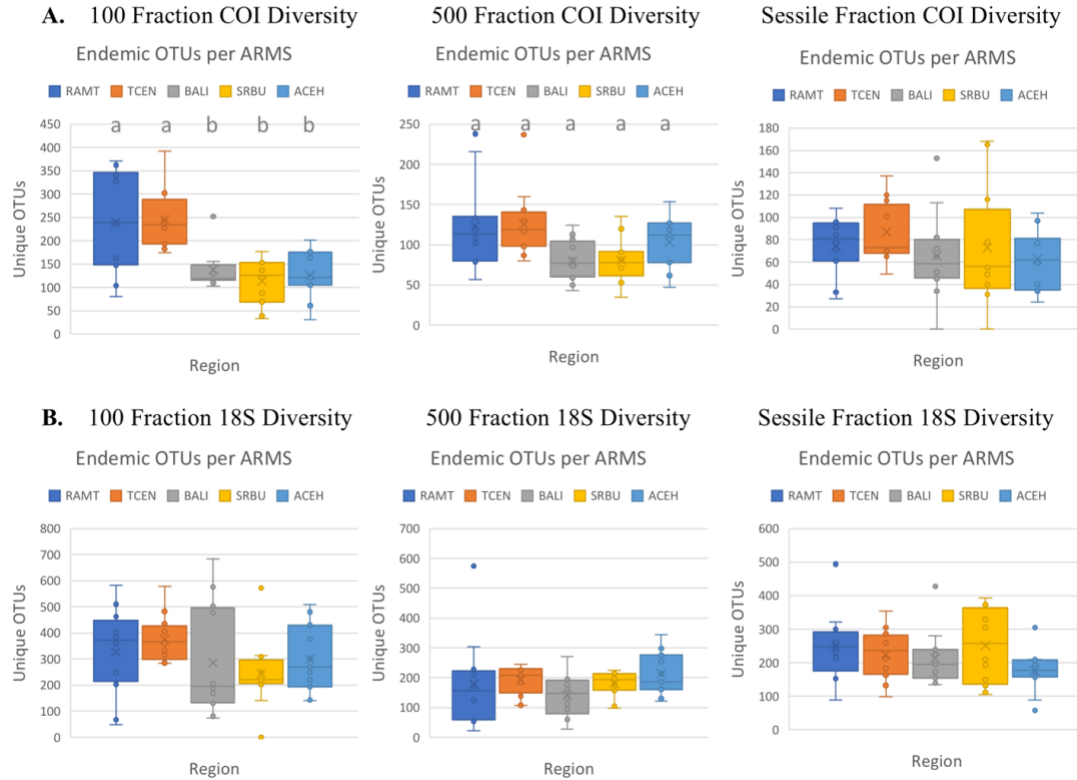 A. 100 Fraction COI Diversity 500 Fraction COI Diversity Sessile Fraction COI Diversity
Endemic OTUs per ARMS Endemic OTUs per ARMS Endemic OTUs per ARMS
RAMT TCEN BALI SRBU ACEH RAMT TCEN BALI SRBU ACEH RAMT TCEN BALI SRBU ACEH
a a b b b
450
400
350
300
250
200
150
100
50
0
Unique OTUs
Region
a a a a a
250
200
150
100
50
0
Unique OTUs
Region
180
160
140
120
100
80
60
40
20
0
Unique OTUs
Region
B. 100 Fraction 18S Diversity 500 Fraction 18S Diversity Sessile Fraction 18S Diversity
Endemic OTUs per ARMS Endemic OTUs per ARMS Endemic OTUs per ARMS
RAMT TCEN BALI SRBU ACEH RAMT TCEN BALI SRBU ACEH RAMT TCEN BALI SRBU ACEH
800
700
600
500
400
300
200
100
0
Unique OTUs
Region
700
600
500
400
300
200
100
0
Unique OTUs
Region
600
500
400
300
200
100
0
Unique OTUs
Region